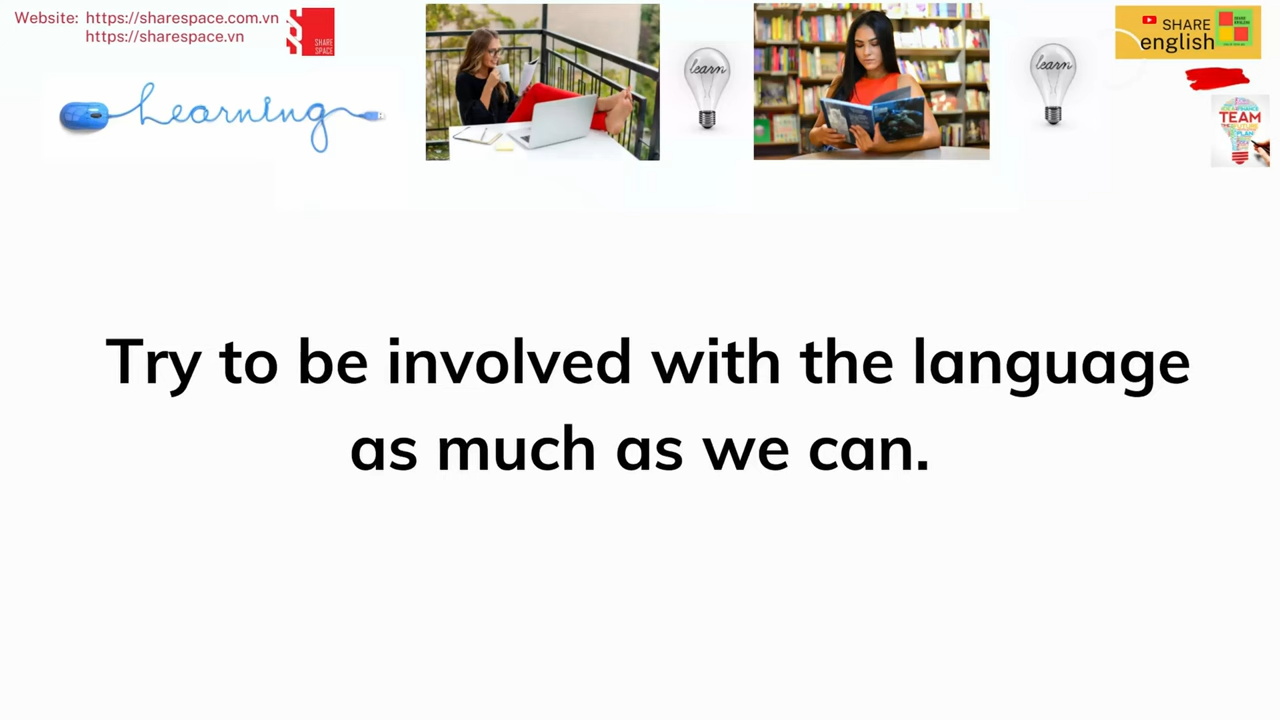 Website: https://sharespace.com.vn
https://sharespace.vn
SHARE
SPACE
Learning
learn
learn
SHARE
english
TEAM
PLAN
Try to be involved with the language
as much as we can.